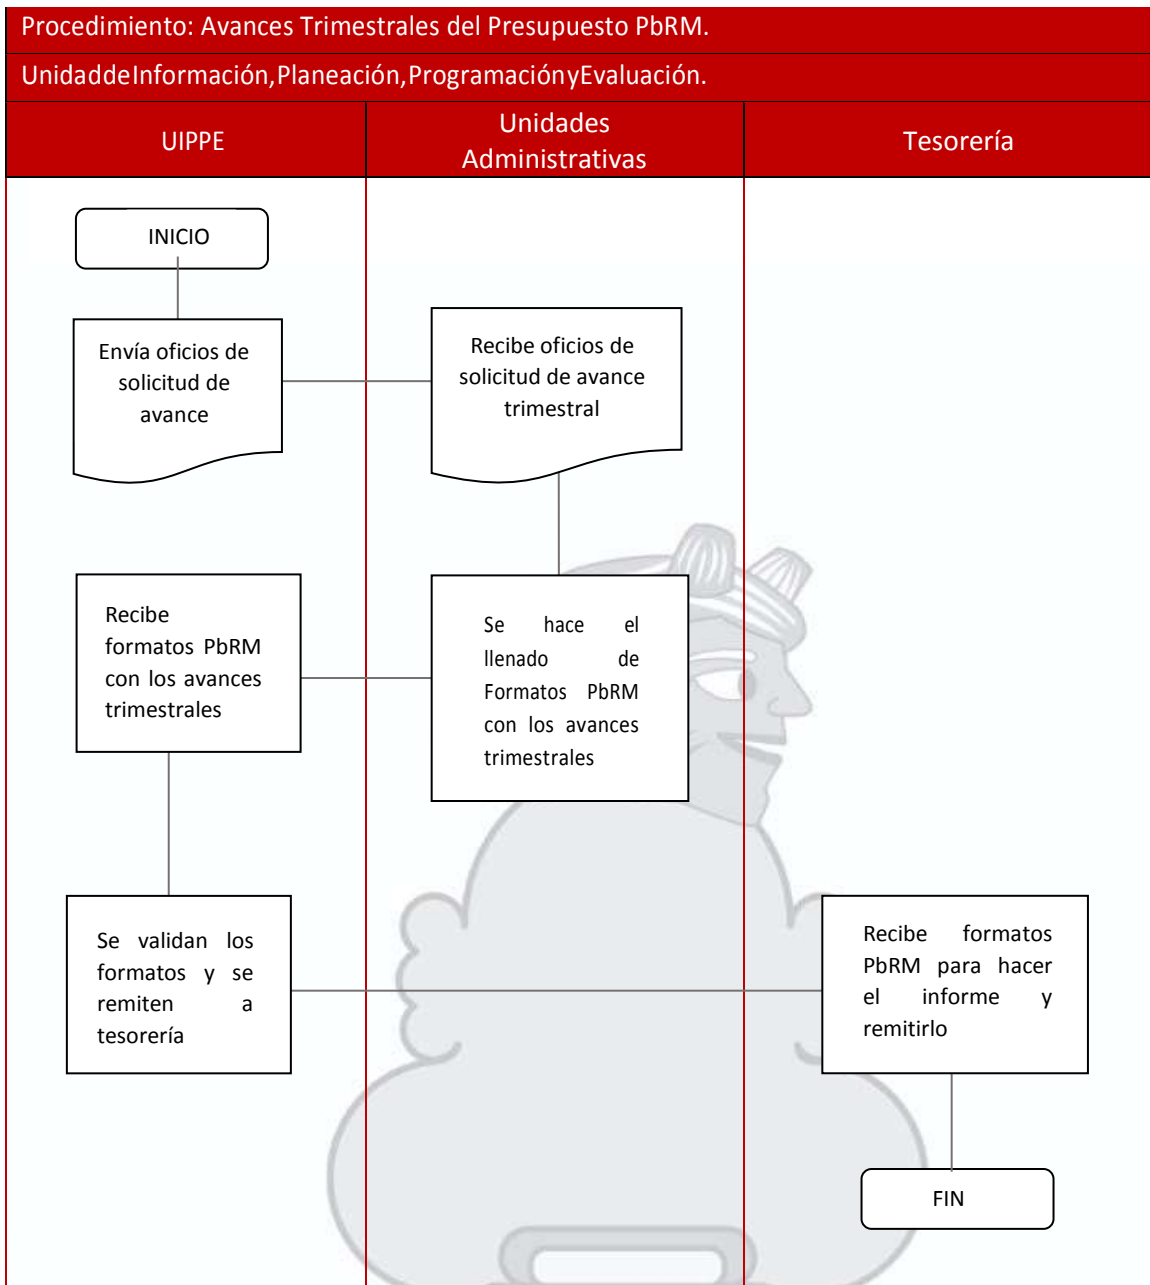 Procedimiento: Avances Trimestrales del Presupuesto PbRM.
UnidaddeInformación,Planeación,ProgramaciónyEvaluación.
UIPPE
Unidades
Administrativas
Tesorería
INICIO
Envía oficios de
solicitud de
avance
Recibe oficios de
solicitud de avance
trimestral
Se hace el
llenado de
Formatos PbRM
con los avances
trimestrales
Recibe
formatos PbRM
con los avances
trimestrales
Se validan los
formatos y se
remiten a
tesorería
Recibe formatos
PbRM para hacer
el informe y
remitirlo
FIN